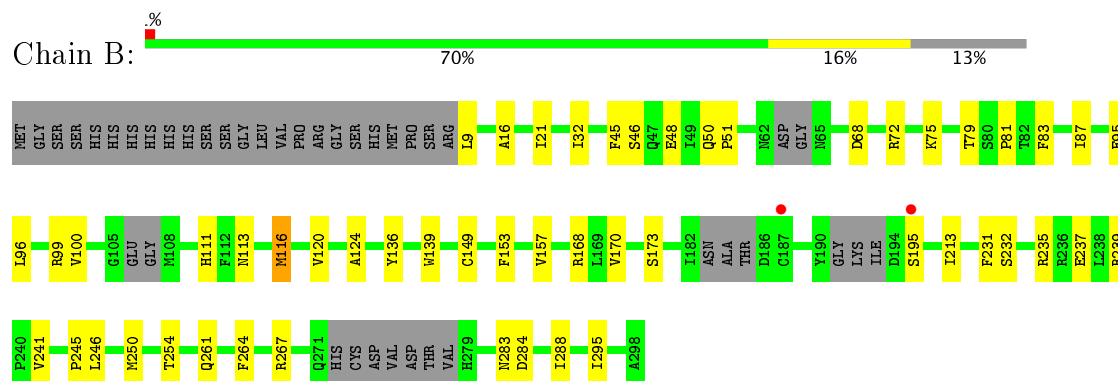 .%
Chain B:
70% 16% 13%
MET GLY SER SER HIS HIS HIS HIS HIS HIS SER SER GLY LEU VAL PRO ARG GLY SER HIS MET PRO SER ARG L9 A16 I21 I32 F45 S46 Q47 E48 I49 Q50 P51 N62 ASP GLY N65 D68 R72 K75 T79 S80 P81 T82 F83 I87
L96 R99 V100 G105 GLU GLY M108 H111 F112 N113 M116 V120 A124 Y136 W139 C149 F153 V157 R168 L169 V170 S173 I182 ASN ALA THR D186 C187 Y190 GLY LYS ILE D194 S195 I213 F231 S232 R235 R236 E237 L238
P240 V241 P245 L246 M250 T254 Q261 F264 R267 Q271 HIS CYS ASP VAL ASP THR VAL H279 N283 D284 I288 I295 A298